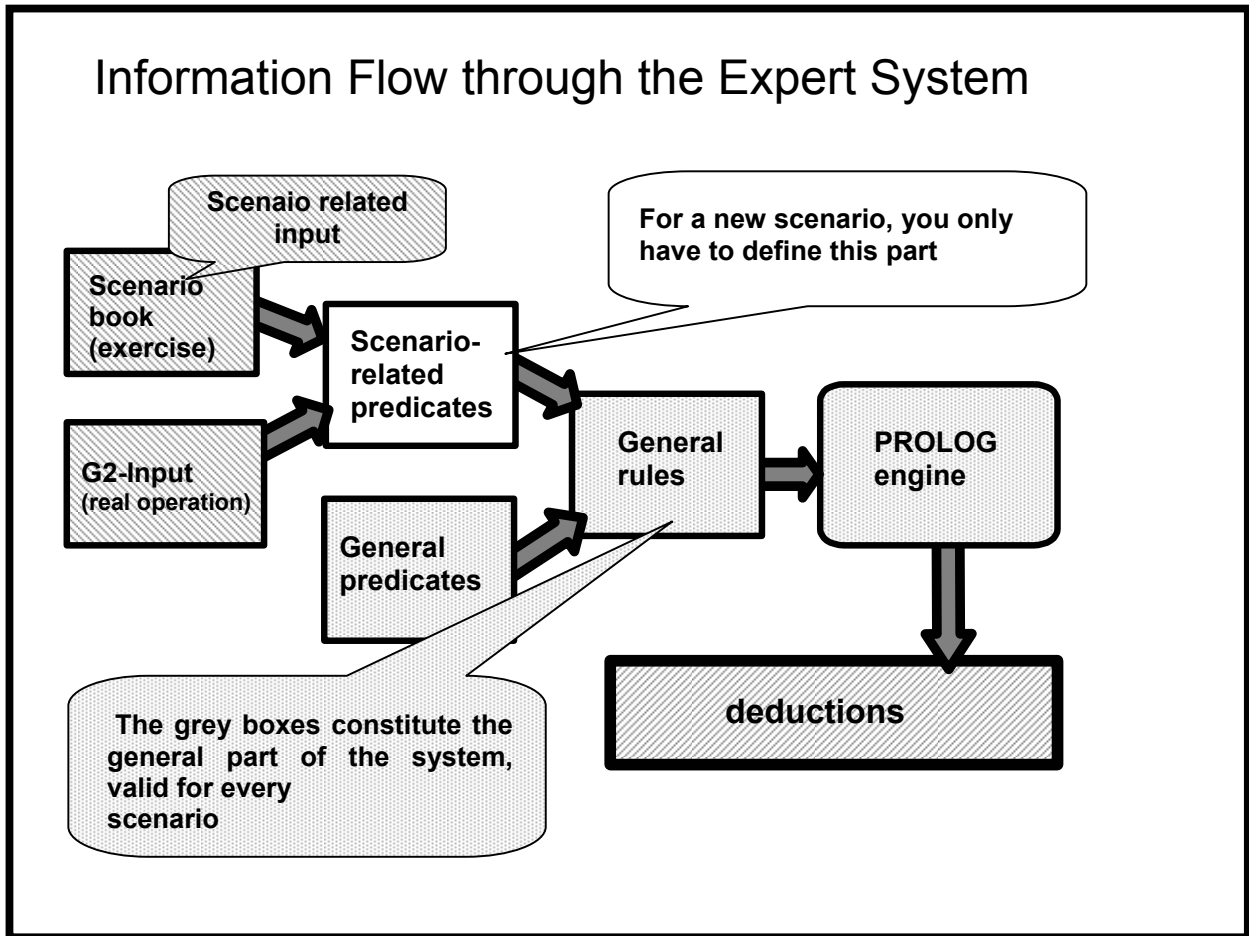 Information Flow through the Expert System
Scenaio related
input
For a new scenario, you only
have to define this part
Scenario
book
(exercise)
Scenario-
related
predicates
G2-Input
(real operation)
General
rules
PROLOG
engine
General
predicates
deductions
The grey boxes constitute the
general part of the system,
valid for every
scenario